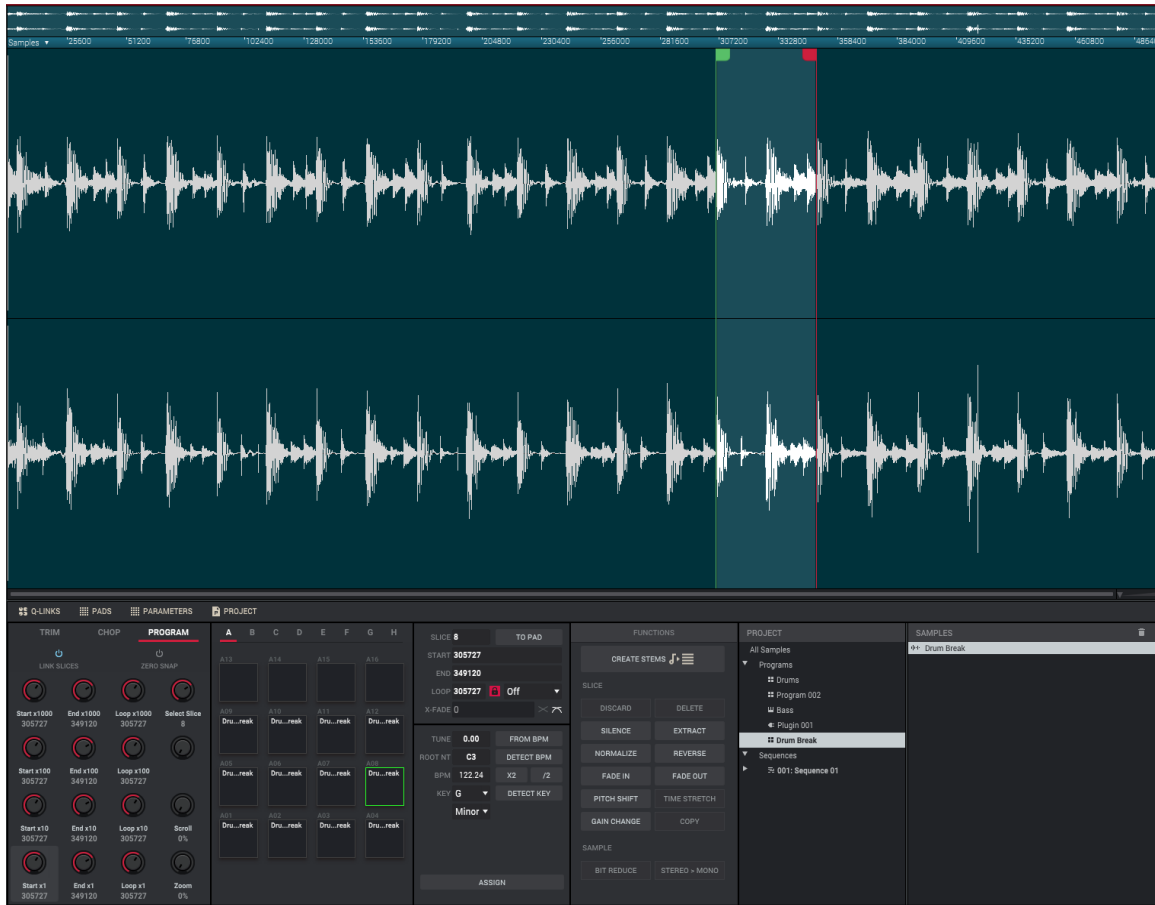 Samples ▼ '25600 '51200 '76800 '102400 '128000 '153600 '179200 '204800 '230400 '256000 '281600 '307200 '332800 '358400 '384000 '409600 '435200 '460800
Q-LINKS PADS PARAMETERS PROJECT
TRIM CHOP PROGRAM
LINK SLICES ZERO SNAP
Start x1000 End x1000 Loop x1000 Select Slice
305727 349120 305727 8
Start x100 End x100 Loop x100
305727 349120 305727
Start x10 End x10 Loop x10 Scroll
305727 349120 305727 0%
Start x1 End x1 Loop x1 Zoom
305727 349120 305727 0%
A B C D E F G H
A13 A14 A15 A16
A09 A10 A11 A12
Dru...reak Dru...reak Dru...reak Dru...reak
A05 A06 A07 A08
Dru...reak Dru...reak Dru...reak Dru...reak
A01 A02 A03 A04
Dru...reak Dru...reak Dru...reak Dru...reak
SLICE 8 TO PAD
START 305727
END 349120
LOOP 305727 Off
X-FADE 0
TUNE 0.00 FROM BPM
ROOT NT C3 DETECT BPM
BPM 122.24 X2 /2
KEY G DETECT KEY
Minor
ASSIGN
FUNCTIONS
CREATE STEMS
SLICE
DISCARD DELETE
SILENCE EXTRACT
NORMALIZE REVERSE
FADE IN FADE OUT
PITCH SHIFT TIME STRETCH
GAIN CHANGE COPY
SAMPLE
BIT REDUCE STEREO > MONO
PROJECT
All Samples
Programs
Drums
Program 002
Bass
Plugin 001
Drum Break
Sequences
001: Sequence 01
SAMPLES
Drum Break